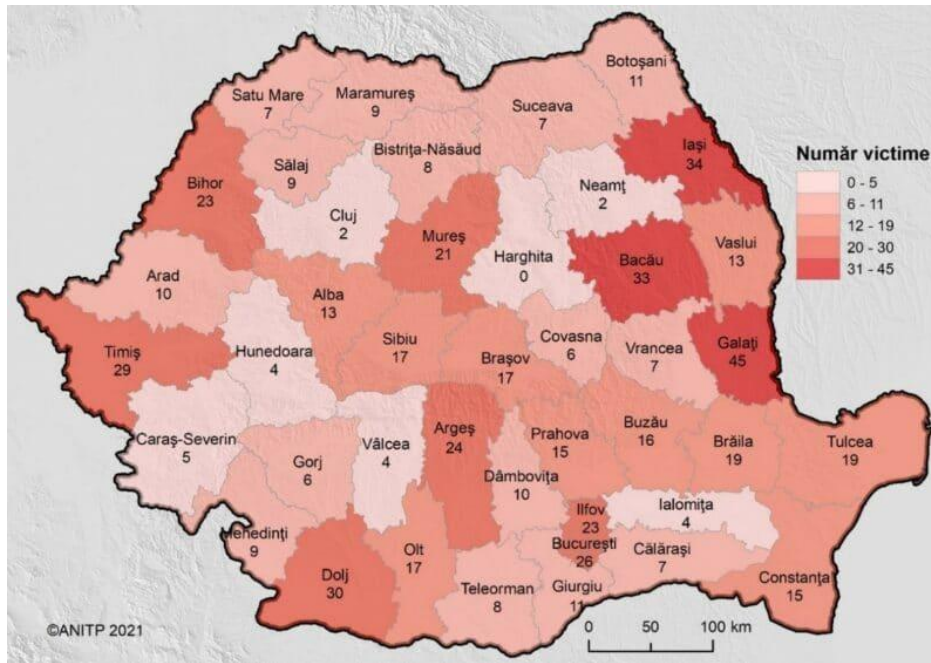 Botoşani
11
Satu Mare
7
Maramureş
9
Suceava
7
Iaşi
34
Număr victime
0 - 5
6 - 11
12 - 19
20 - 30
31 - 45
Bistriţa-Năsăud
8
Sălaj
9
Bihor
23
Neamţ
2
Cluj
2
Mureş
21
Harghita
0
Bacău
33
Vaslui
13
Arad
10
Alba
13
Sibiu
17
Covasna
6
Braşov
17
Vrancea
7
Galaţi
45
Timiş
29
Hunedoara
4
Caraş-Severin
5
Vâlcea
4
Argeş
24
Prahova
15
Buzău
16
Brăila
19
Tulcea
19
Gorj
6
Dâmboviţa
10
Ialomiţa
4
Ilfov
23
Bucureşti
26
Călăraşi
7
Mehedinţi
9
Olt
17
Dolj
30
Teleorman
8
Giurgiu
11
Constanţa
15
©ANITP 2021
0 50 100 km